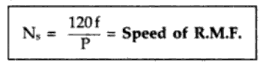 Nₛ = 120f / P = Speed of R.M.F.